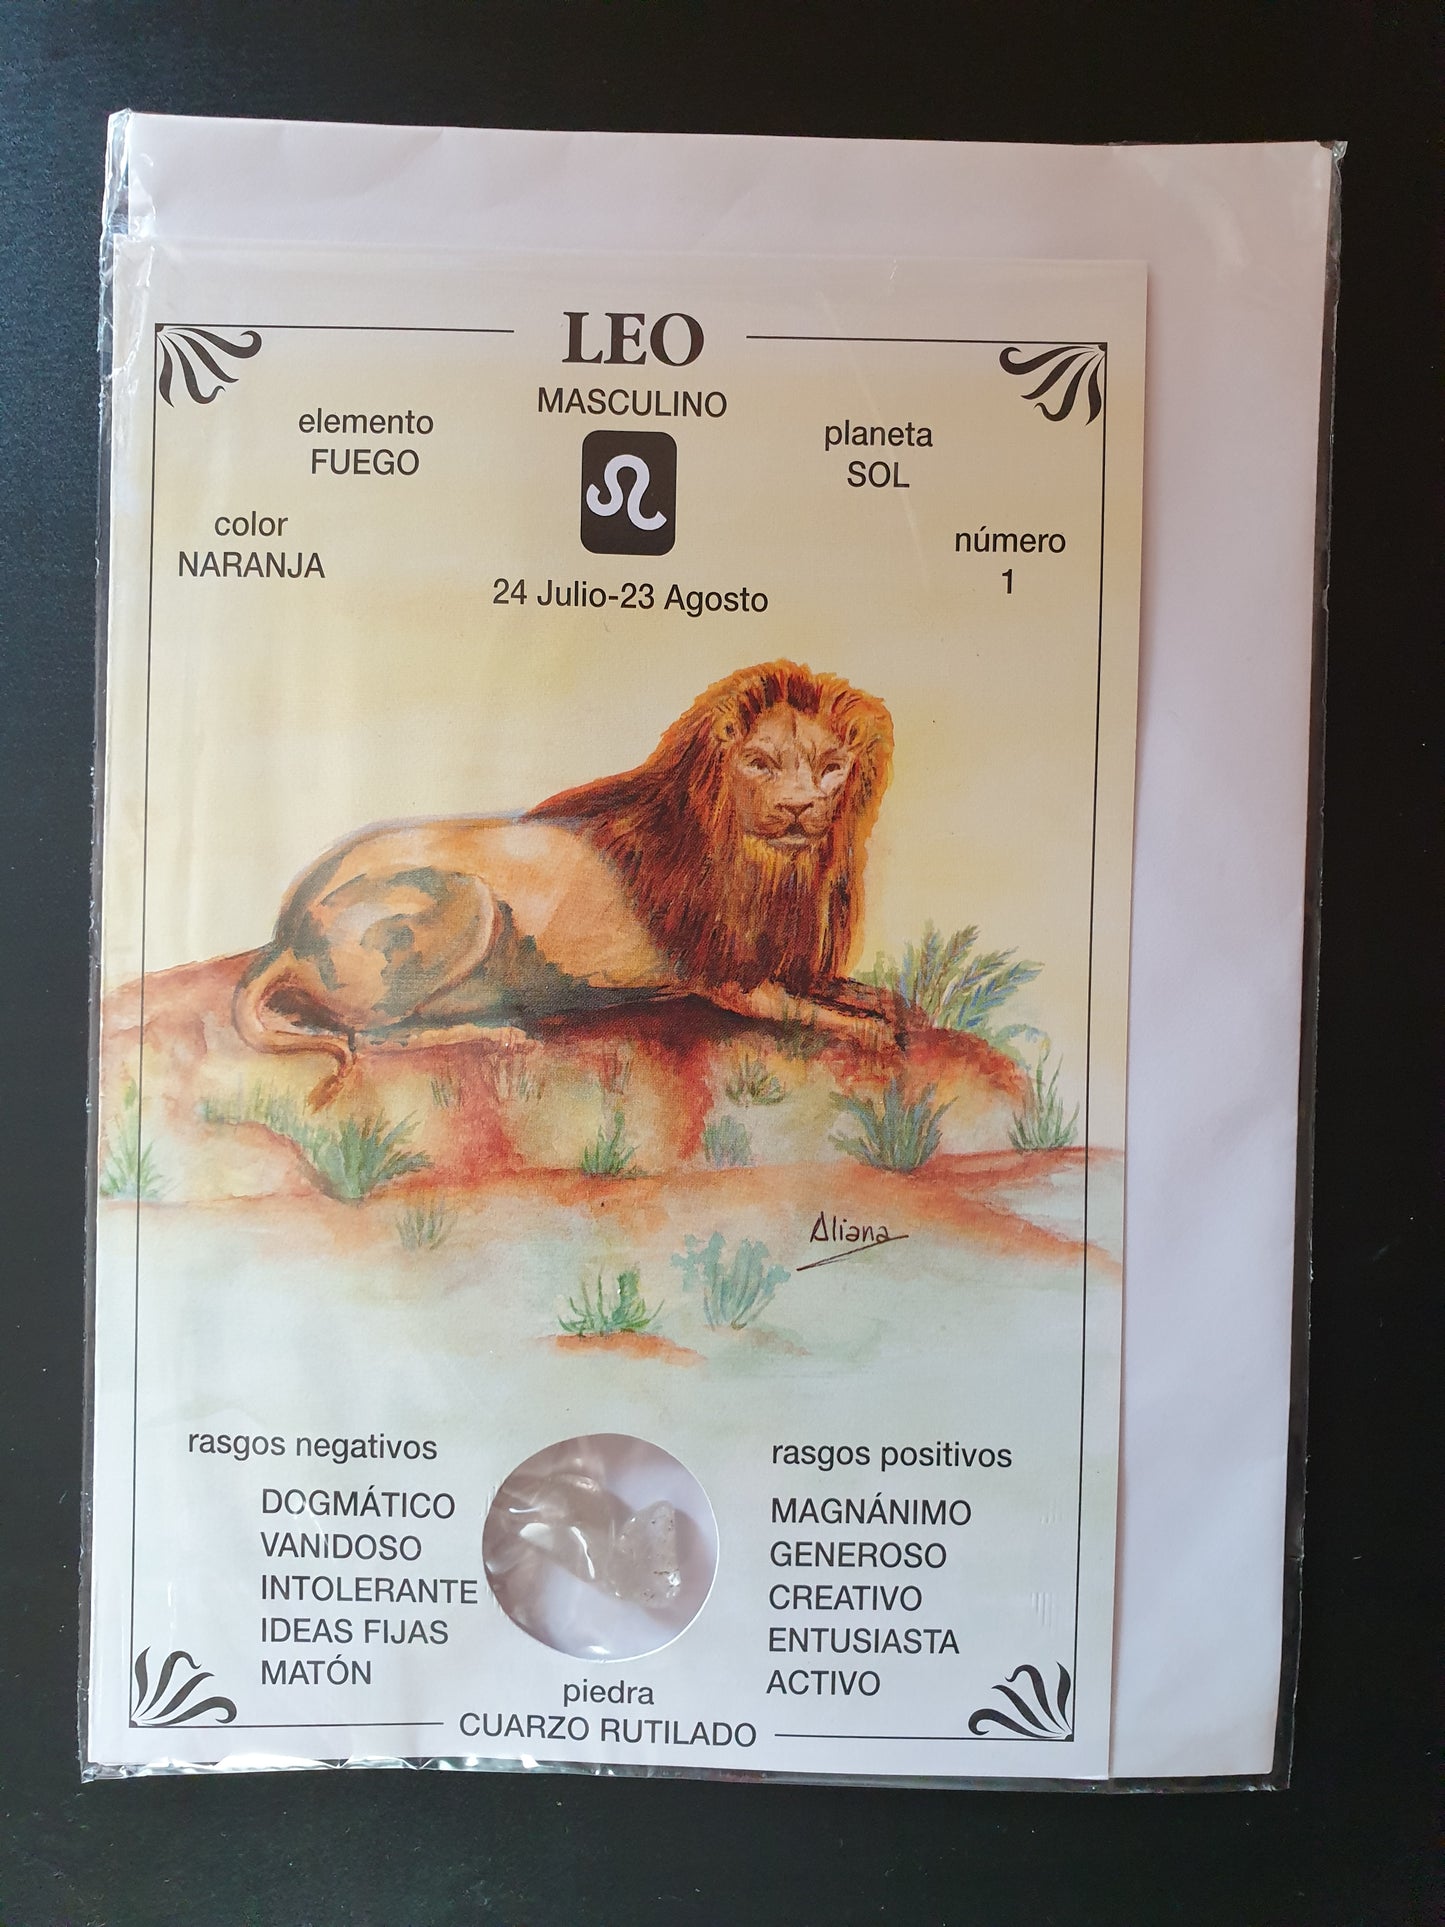 LEO
MASCULINO
elemento
FUEGO
planeta
SOL
color
NARANJA
número
1
24 Julio-23 Agosto
Aliana
rasgos negativos
DOGMÁTICO
VANIDOSO
INTOLERANTE
IDEAS FIJAS
MATÓN
rasgos positivos
MAGNÁNIMO
GENEROSO
CREATIVO
ENTUSIASTA
ACTIVO
piedra
CUARZO RUTILADO